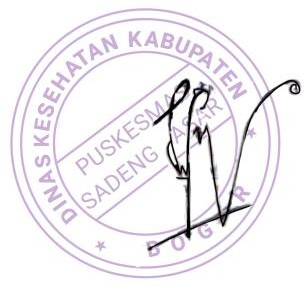 DINAS KESEHATAN KABUPATEN
PUSKESMAS
SADENG PASAR
BOGOR